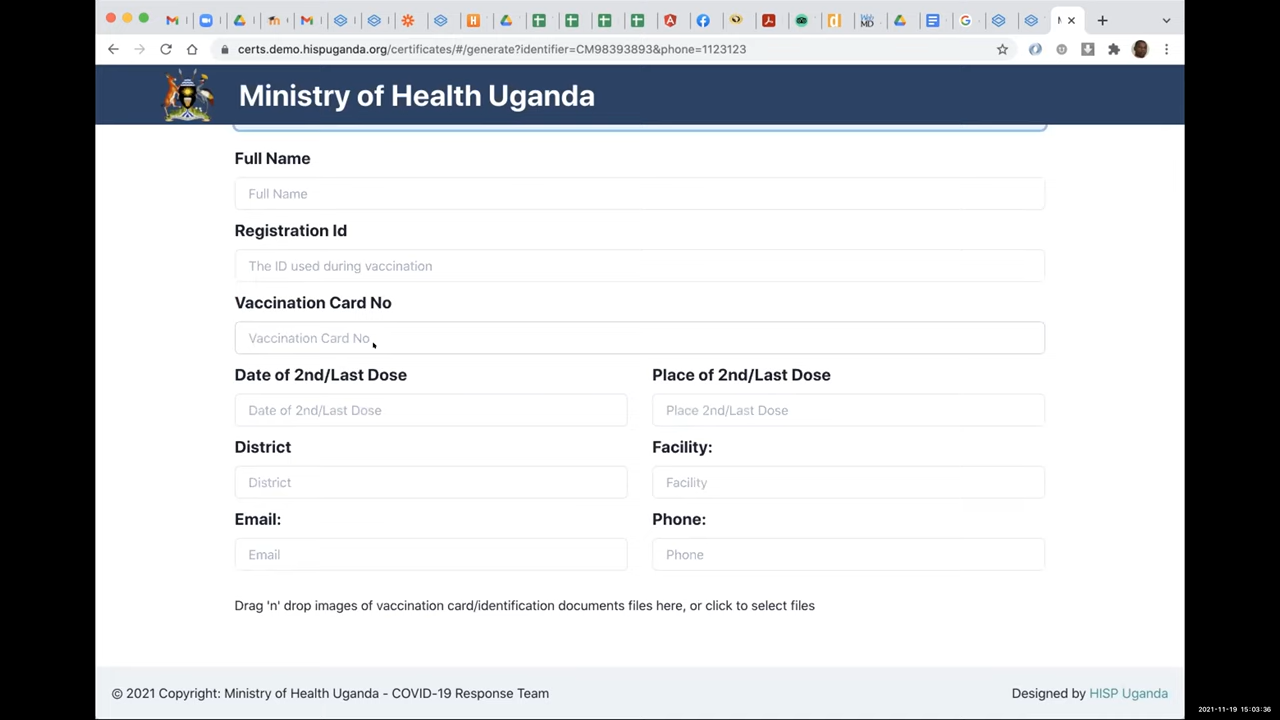 certs.demo.hispuganda.org/certificates/#/generate?identifier=CM98393893&phone=1123123
Ministry of Health Uganda
Full Name
Full Name
Registration Id
The ID used during vaccination
Vaccination Card No
Vaccination Card No
Date of 2nd/Last Dose Place of 2nd/Last Dose
Date of 2nd/Last Dose Place 2nd/Last Dose
District Facility:
District Facility
Email: Phone:
Email Phone
Drag 'n' drop images of vaccination card/identification documents files here, or click to select files
© 2021 Copyright: Ministry of Health Uganda - COVID-19 Response Team Designed by HISP Uganda
2021-11-19 15:03:36